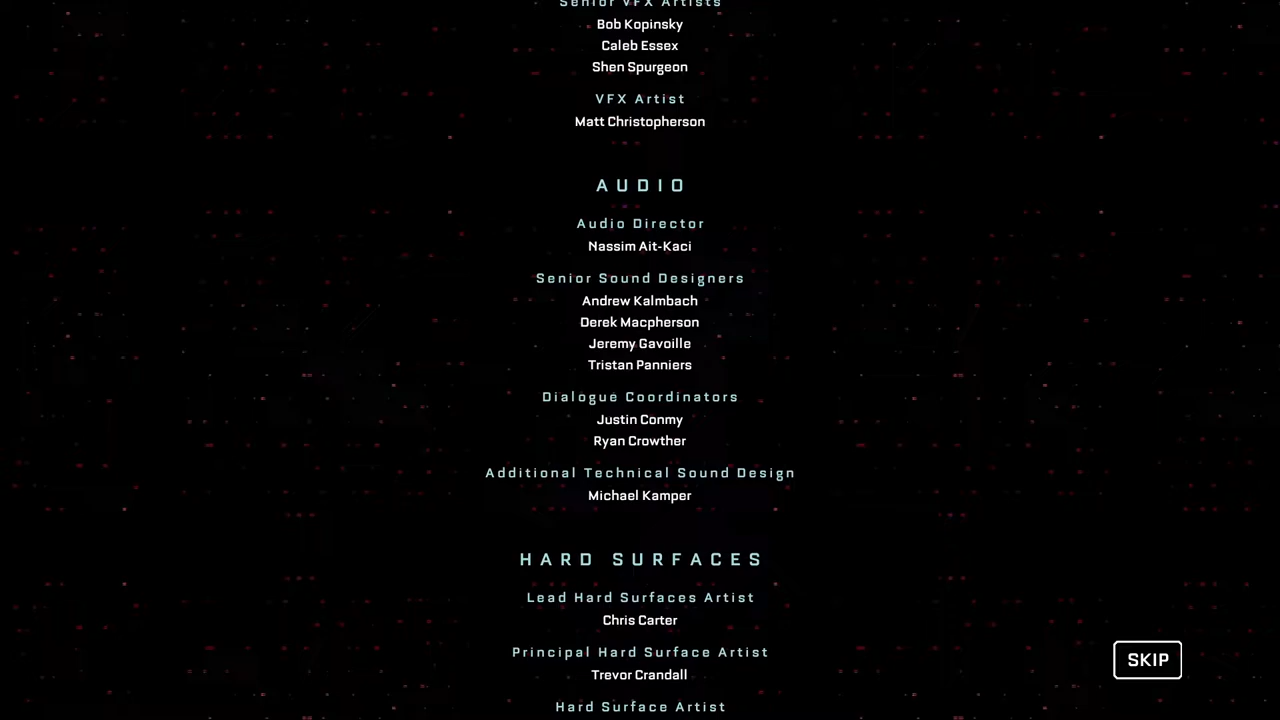 Senior VFX Artists
Bob Kopinsky
Caleb Essex
Shen Spurgeon
VFX Artist
Matt Christopherson
AUDIO
Audio Director
Nassim Ait-Kaci
Senior Sound Designers
Andrew Kalmbach
Derek Macpherson
Jeremy Gavoille
Tristan Panniers
Dialogue Coordinators
Justin Conmy
Ryan Crowther
Additional Technical Sound Design
Michael Kamper
HARD SURFACES
Lead Hard Surfaces Artist
Chris Carter
Principal Hard Surface Artist
Trevor Crandall
Hard Surface Artist
SKIP